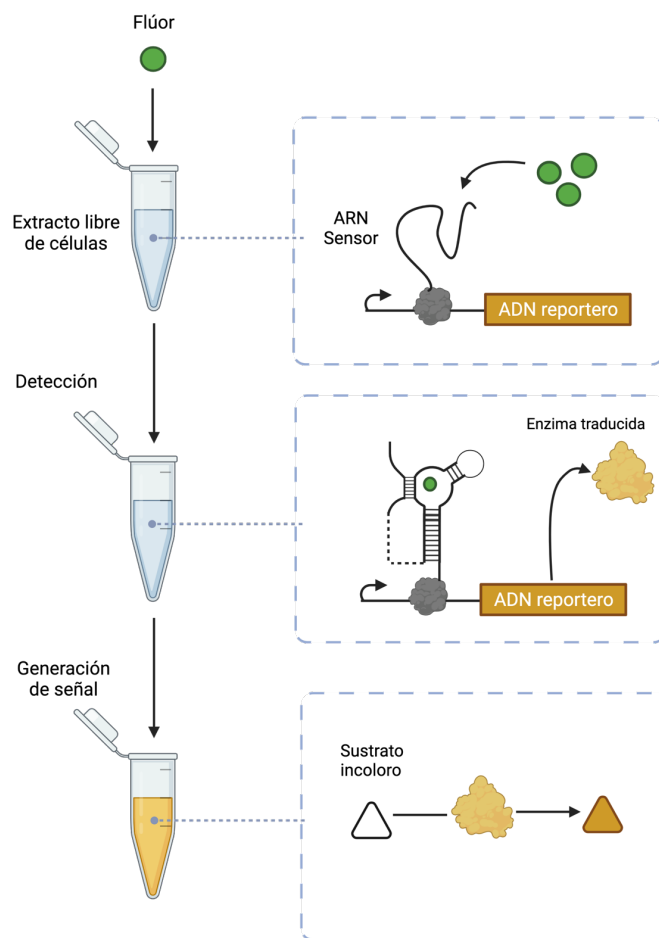 Flúor
Extracto libre
de células
ARN
Sensor
ADN reportero
Detección
Enzima traducida
ADN reportero
Generación
de señal
Sustrato
incoloro